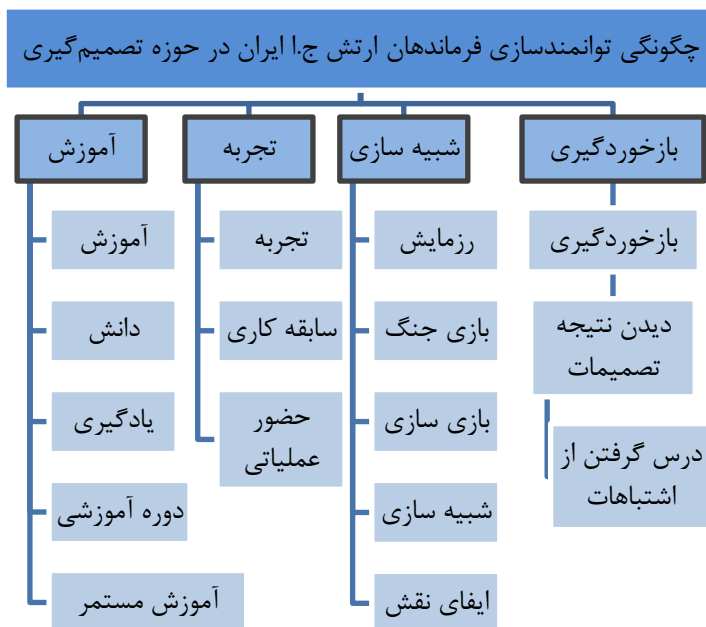 چگونگی توانمندسازی فرماندهان ارتش ج.ا ایران در حوزه تصمیم‌گیری
بازخوردگیری
بازخوردگیری
دیدن نتیجه
تصمیمات
درس گرفتن از
اشتباهات
شبیه سازی
رزمایش
بازی جنگ
بازی سازی
شبیه سازی
ایفای نقش
تجربه
تجربه
سابقه کاری
حضور
عملیاتی
آموزش
آموزش
دانش
یادگیری
دوره آموزشی
آموزش مستمر